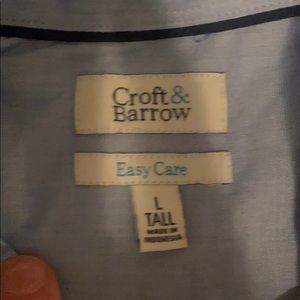 Croft&
Barrow
Easy Care
L
TALL
MADE IN
INDONESIA